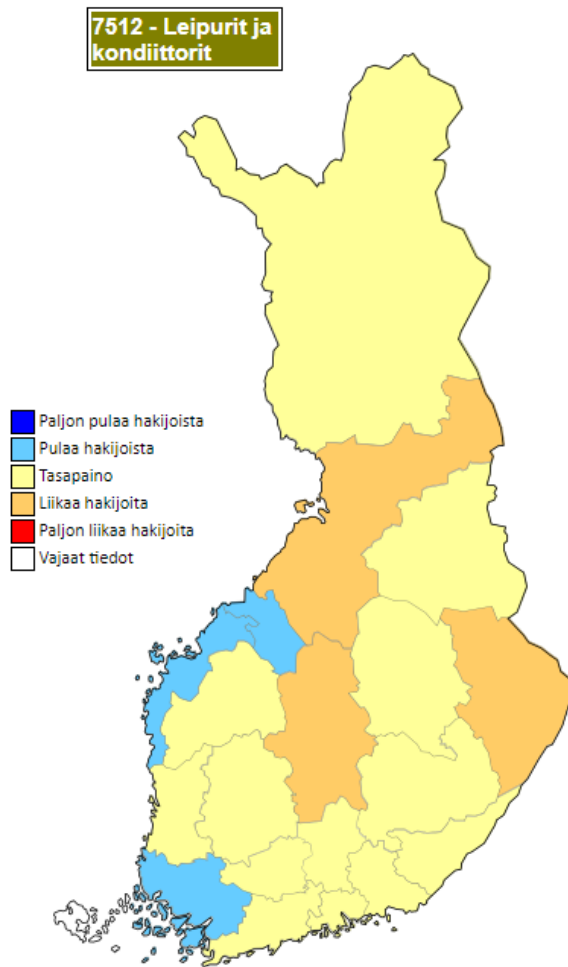 7512 - Leipurit ja
kondiittorit
Paljon pulaa hakijoista
Pulaa hakijoista
Tasapaino
Liikaa hakijoita
Paljon liikaa hakijoita
Vajaat tiedot